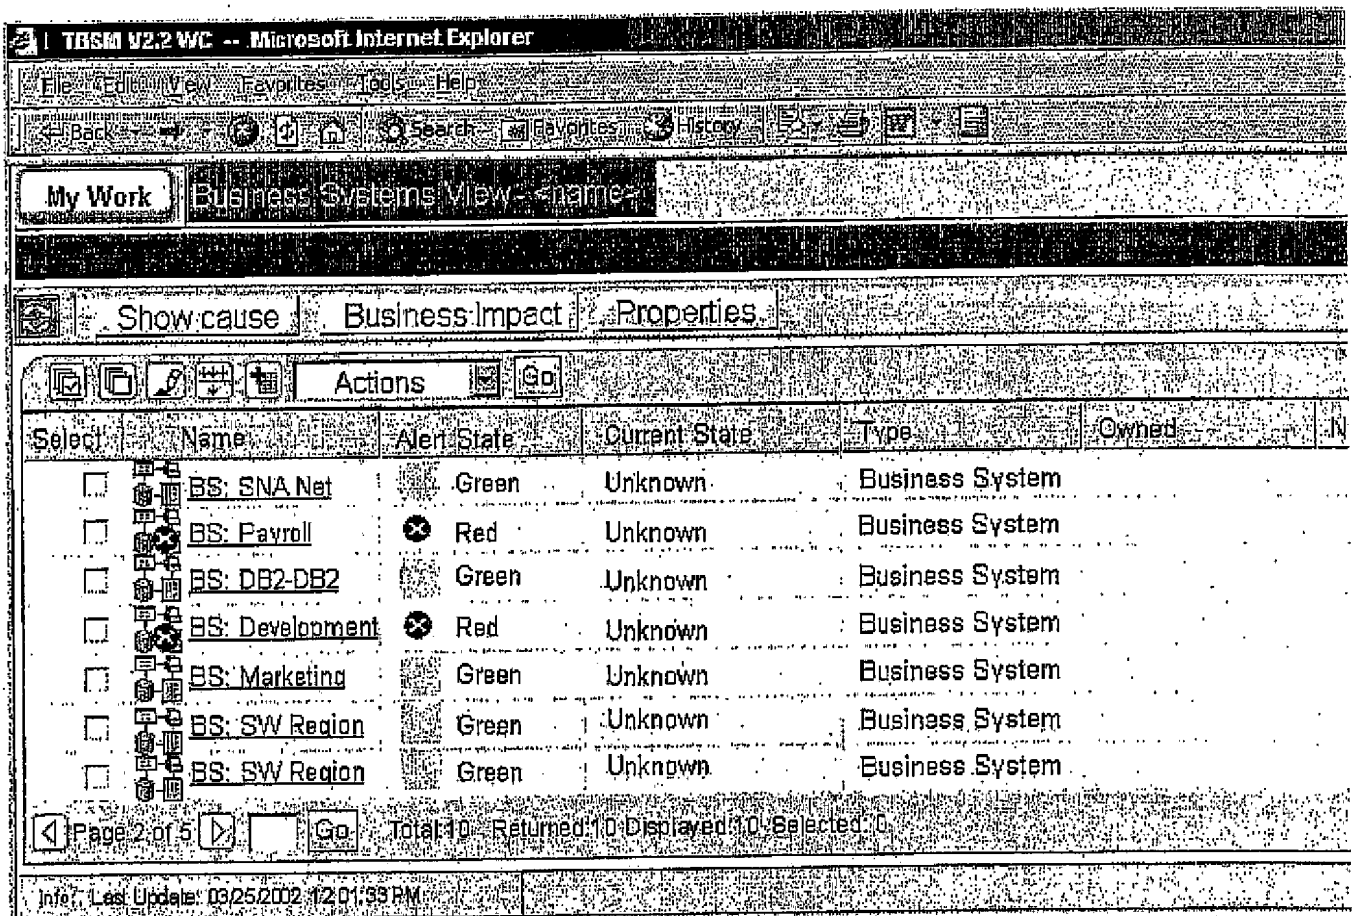 TBSM V2.2 WC -- Microsoft Internet Explorer
File Edit View Favorites Tools Help
Back Search Favorites History
My Work Business Systems View - <name>
Show cause Business Impact Properties
Actions Go
Select Name Alert State Current State Type Owned N
BS: SNA Net Green Unknown Business System
BS: Payroll Red Unknown Business System
BS: DB2-DB2 Green Unknown Business System
BS: Development Red Unknown Business System
BS: Marketing Green Unknown Business System
BS: SW Region Green Unknown Business System
BS: SW Region Green Unknown Business System
Page 2 of 5 Go Total:10 Returned:10 Displayed:10 Selected: 0
Info: Last Update: 03/25/2002 12:01:33 PM